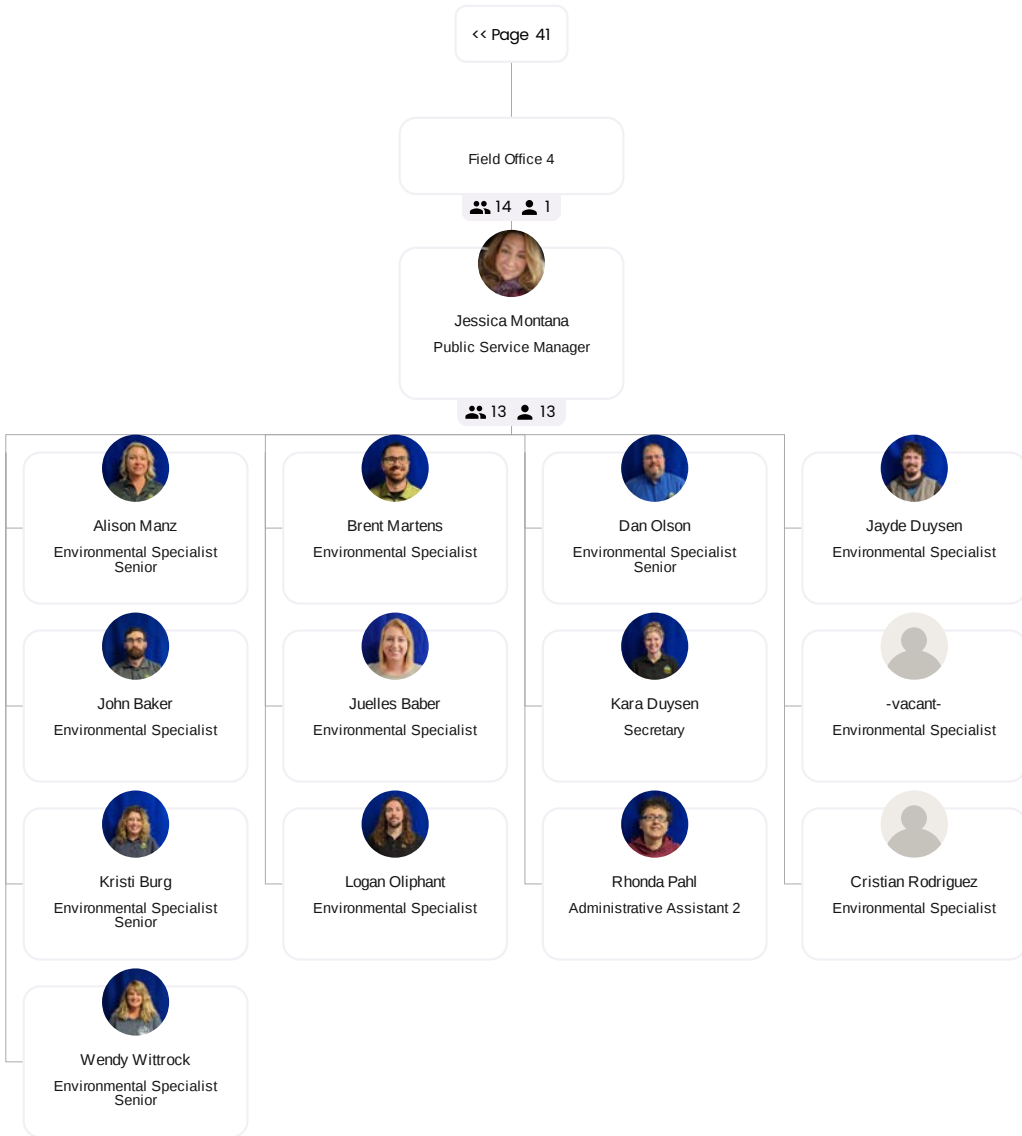 << Page 41
Field Office 4
14 1
Jessica Montana
Public Service Manager
13 13
Alison Manz
Environmental Specialist
Senior
Brent Martens
Environmental Specialist
Dan Olson
Environmental Specialist
Senior
Jayde Duysen
Environmental Specialist
John Baker
Environmental Specialist
Juelles Baber
Environmental Specialist
Kara Duysen
Secretary
-vacant-
Environmental Specialist
Kristi Burg
Environmental Specialist
Senior
Logan Oliphant
Environmental Specialist
Rhonda Pahl
Administrative Assistant 2
Cristian Rodriguez
Environmental Specialist
Wendy Wittrock
Environmental Specialist
Senior